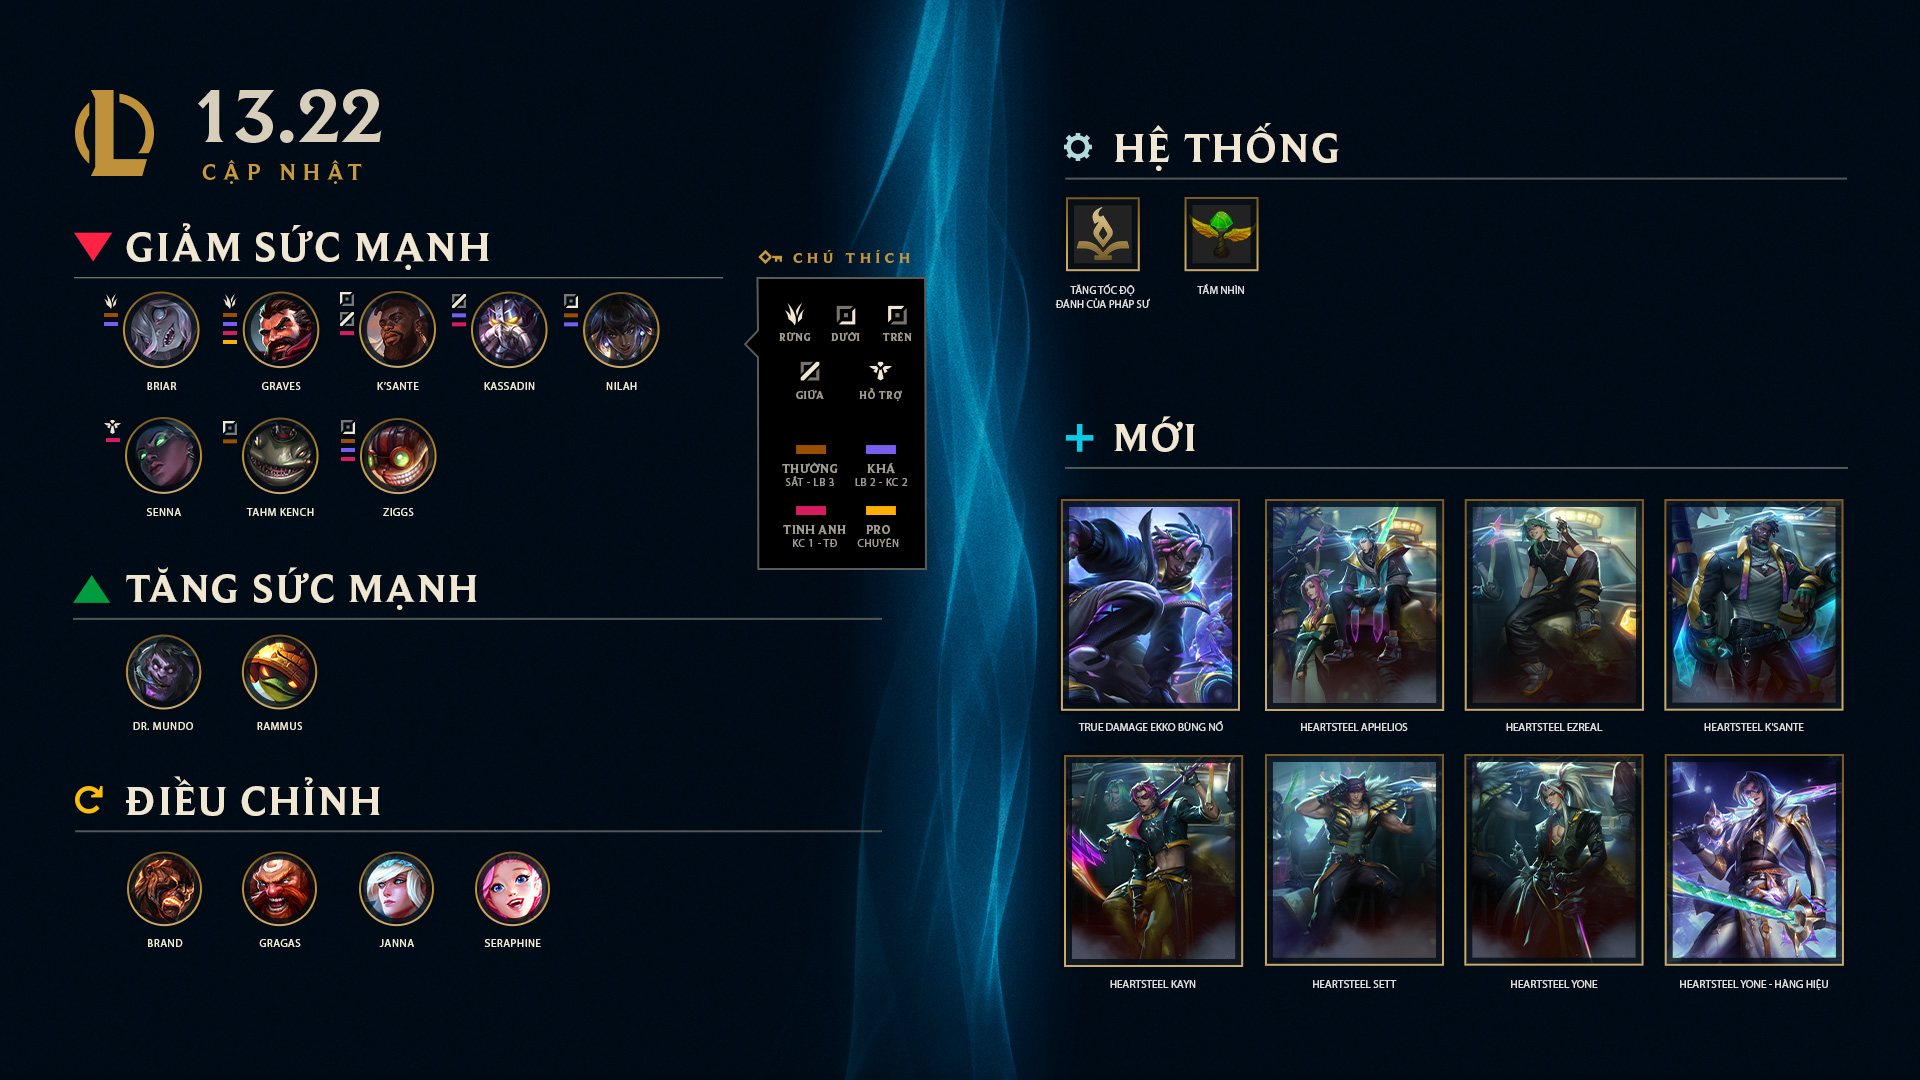 13.22
CẬP NHẬT
GIẢM SỨC MẠNH
BRIAR
GRAVES
K'SANTE
KASSADIN
NILAH
SENNA
TAHM KENCH
ZIGGS
CHÚ THÍCH
RỪNG
DƯỚI
TRÊN
GIỮA
HỖ TRỢ
THƯỜNG
SẮT - LB 3
KHÁ
LB 2 - KC 2
TINH ANH
KC 1 - TĐ
PRO
CHUYÊN
TĂNG SỨC MẠNH
DR. MUNDO
RAMMUS
ĐIỀU CHỈNH
BRAND
GRAGAS
JANNA
SERAPHINE
HỆ THỐNG
TĂNG TỐC ĐỘ
ĐÁNH CỦA PHÁP SƯ
TẦM NHÌN
MỚI
TRUE DAMAGE EKKO BÙNG NỔ
HEARTSTEEL APHELIOS
HEARTSTEEL EZREAL
HEARTSTEEL K'SANTE
HEARTSTEEL KAYN
HEARTSTEEL SETT
HEARTSTEEL YONE
HEARTSTEEL YONE - HÀNG HIỆU